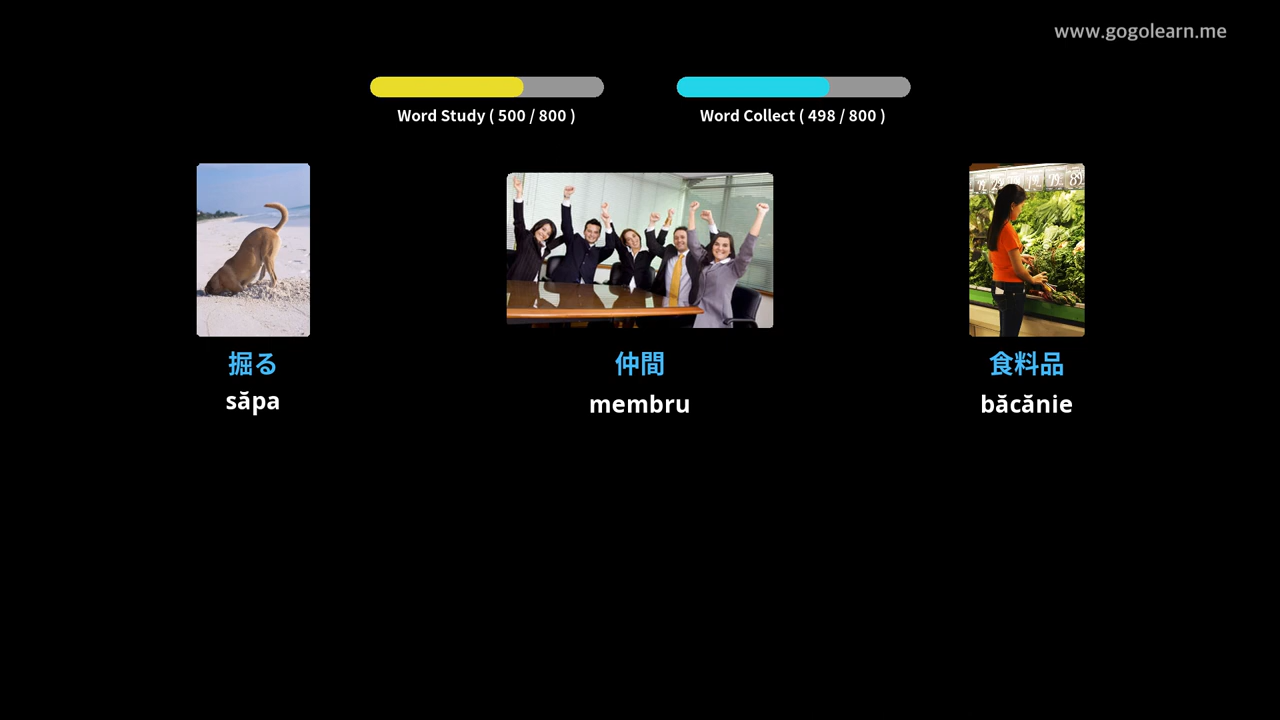 www.gogolearn.me
Word Study ( 500 / 800 )
Word Collect ( 498 / 800 )
掘る
仲間
食料品
săpa
membru
băcănie